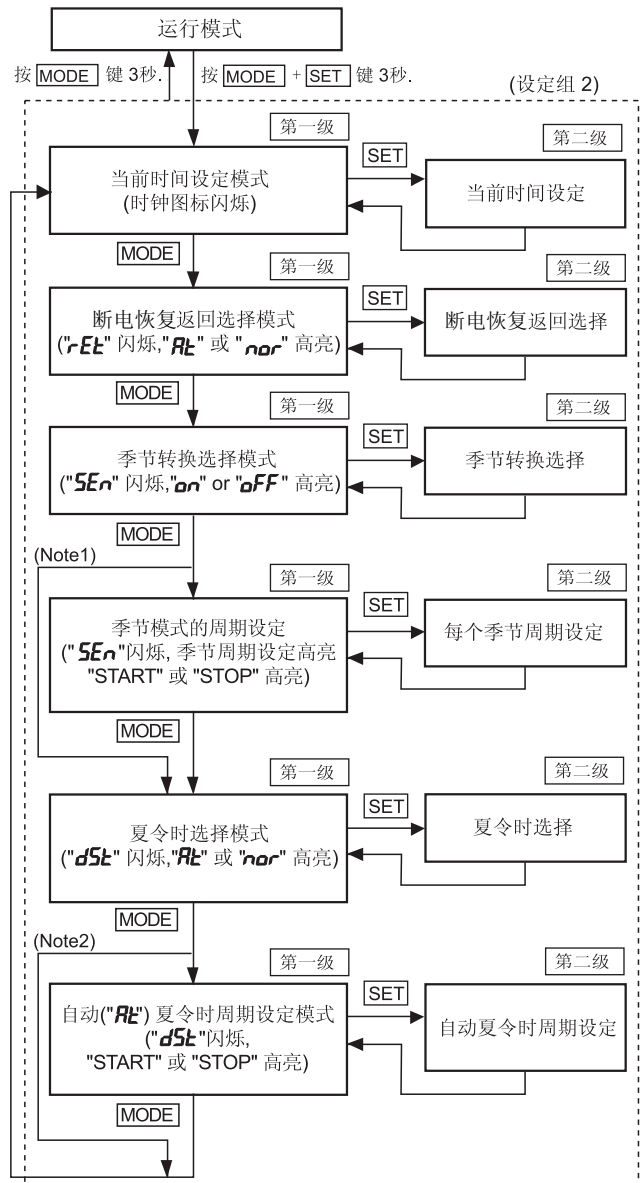 运行模式
按 MODE 键 3秒.
按 MODE + SET 键 3秒.
(设定组 2)
第一级
第二级
当前时间设定模式
(时钟图标闪烁)
SET
当前时间设定
MODE
第一级
第二级
断电恢复返回选择模式
("rEt" 闪烁,"At" 或 "nor" 高亮)
SET
断电恢复返回选择
MODE
第一级
第二级
季节转换选择模式
("SEn" 闪烁,"on" or "oFF" 高亮)
SET
季节转换选择
MODE
(Note1)
第一级
第二级
季节模式的周期设定
("SEn"闪烁, 季节周期设定高亮
"START" 或 "STOP" 高亮)
SET
每个季节周期设定
MODE
第一级
第二级
夏令时选择模式
("dSt" 闪烁,"At" 或 "nor" 高亮)
SET
夏令时选择
MODE
(Note2)
第一级
第二级
自动("At") 夏令时周期设定模式
("dSt"闪烁,
"START" 或 "STOP" 高亮)
SET
自动夏令时周期设定
MODE